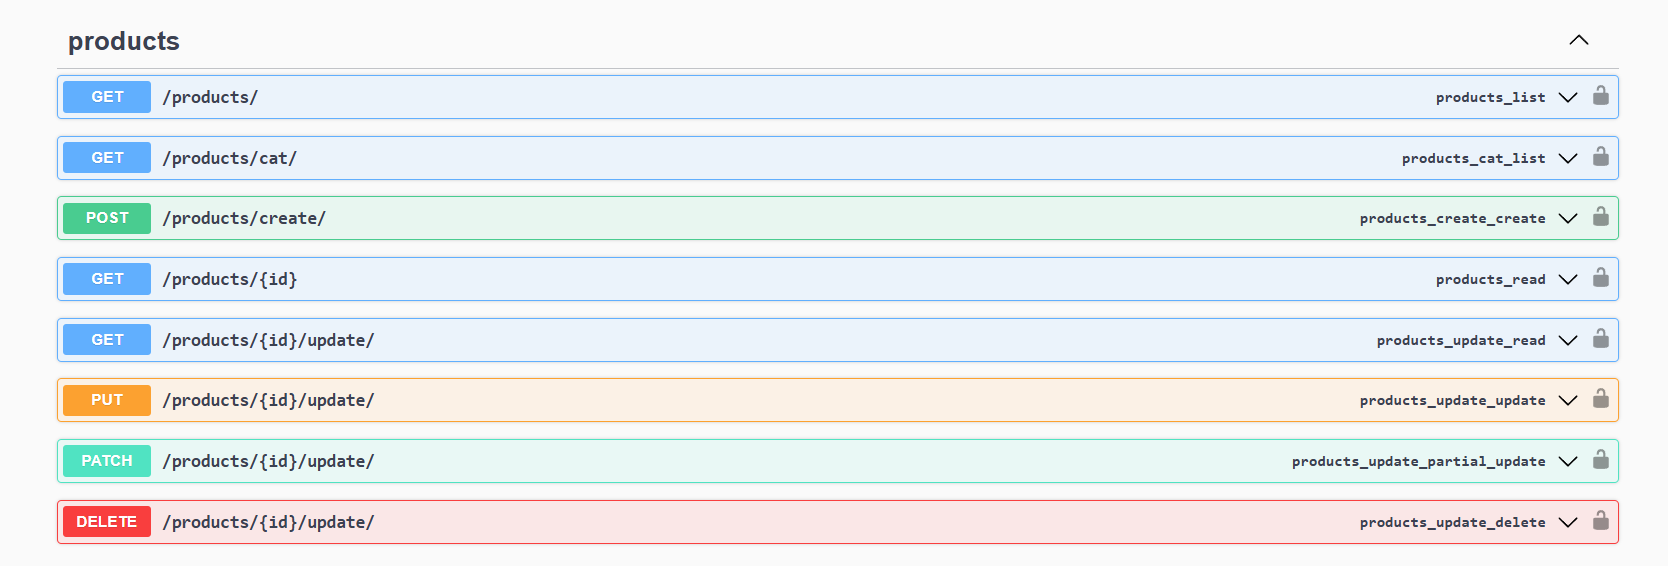 products
GET /products/ products_list
GET /products/cat/ products_cat_list
POST /products/create/ products_create_create
GET /products/{id} products_read
GET /products/{id}/update/ products_update_read
PUT /products/{id}/update/ products_update_update
PATCH /products/{id}/update/ products_update_partial_update
DELETE /products/{id}/update/ products_update_delete